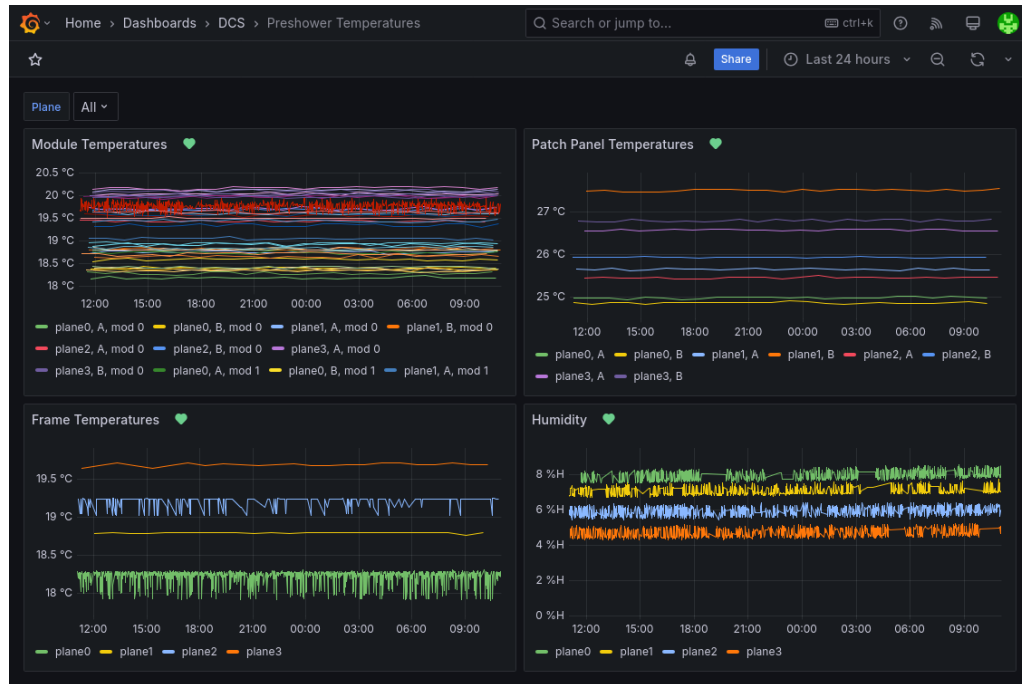 Home > Dashboards > DCS > Preshower Temperatures
Search or jump to... ctrl+k
Share Last 24 hours
Plane All
Module Temperatures
20.5 °C
20 °C
19.5 °C
19 °C
18.5 °C
18 °C
12:00 15:00 18:00 21:00 00:00 03:00 06:00 09:00
plane0, A, mod 0 plane0, B, mod 0 plane1, A, mod 0 plane1, B, mod 0
plane2, A, mod 0 plane2, B, mod 0 plane3, A, mod 0
plane3, B, mod 0 plane0, A, mod 1 plane0, B, mod 1 plane1, A, mod 1
Patch Panel Temperatures
27 °C
26 °C
25 °C
12:00 15:00 18:00 21:00 00:00 03:00 06:00 09:00
plane0, A plane0, B plane1, A plane1, B plane2, A plane2, B
plane3, A plane3, B
Frame Temperatures
19.5 °C
19 °C
18.5 °C
18 °C
12:00 15:00 18:00 21:00 00:00 03:00 06:00 09:00
plane0 plane1 plane2 plane3
Humidity
8 %H
6 %H
4 %H
2 %H
0 %H
12:00 15:00 18:00 21:00 00:00 03:00 06:00 09:00
plane0 plane1 plane2 plane3